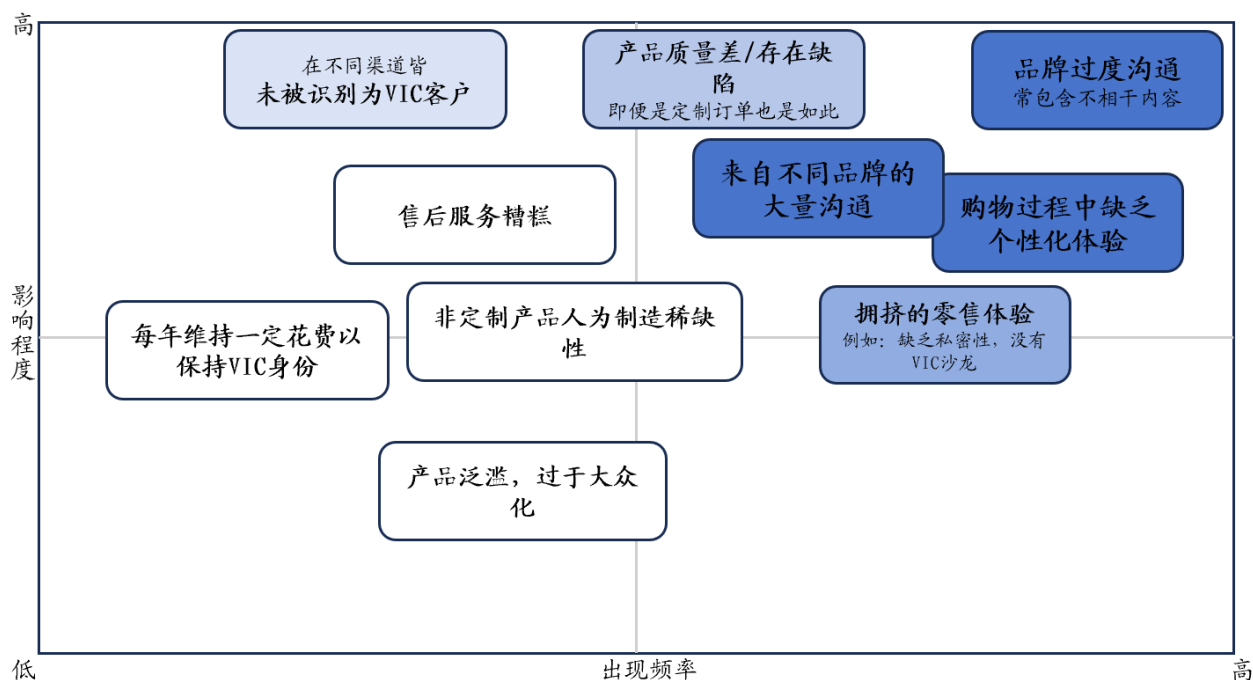 高
在不同渠道皆
未被识别为VIC客户
产品质量差/存在缺
陷
即便是定制订单也是如此
品牌过度沟通
常包含不相干内容
来自不同品牌的
大量沟通
购物过程中缺乏
个性化体验
售后服务糟糕
影响程度
每年维持一定花费以
保持VIC身份
非定制产品人为制造稀缺
性
拥挤的零售体验
例如：缺乏私密性，没有
VIC沙龙
产品泛滥，过于大众
化
低
出现频率
高